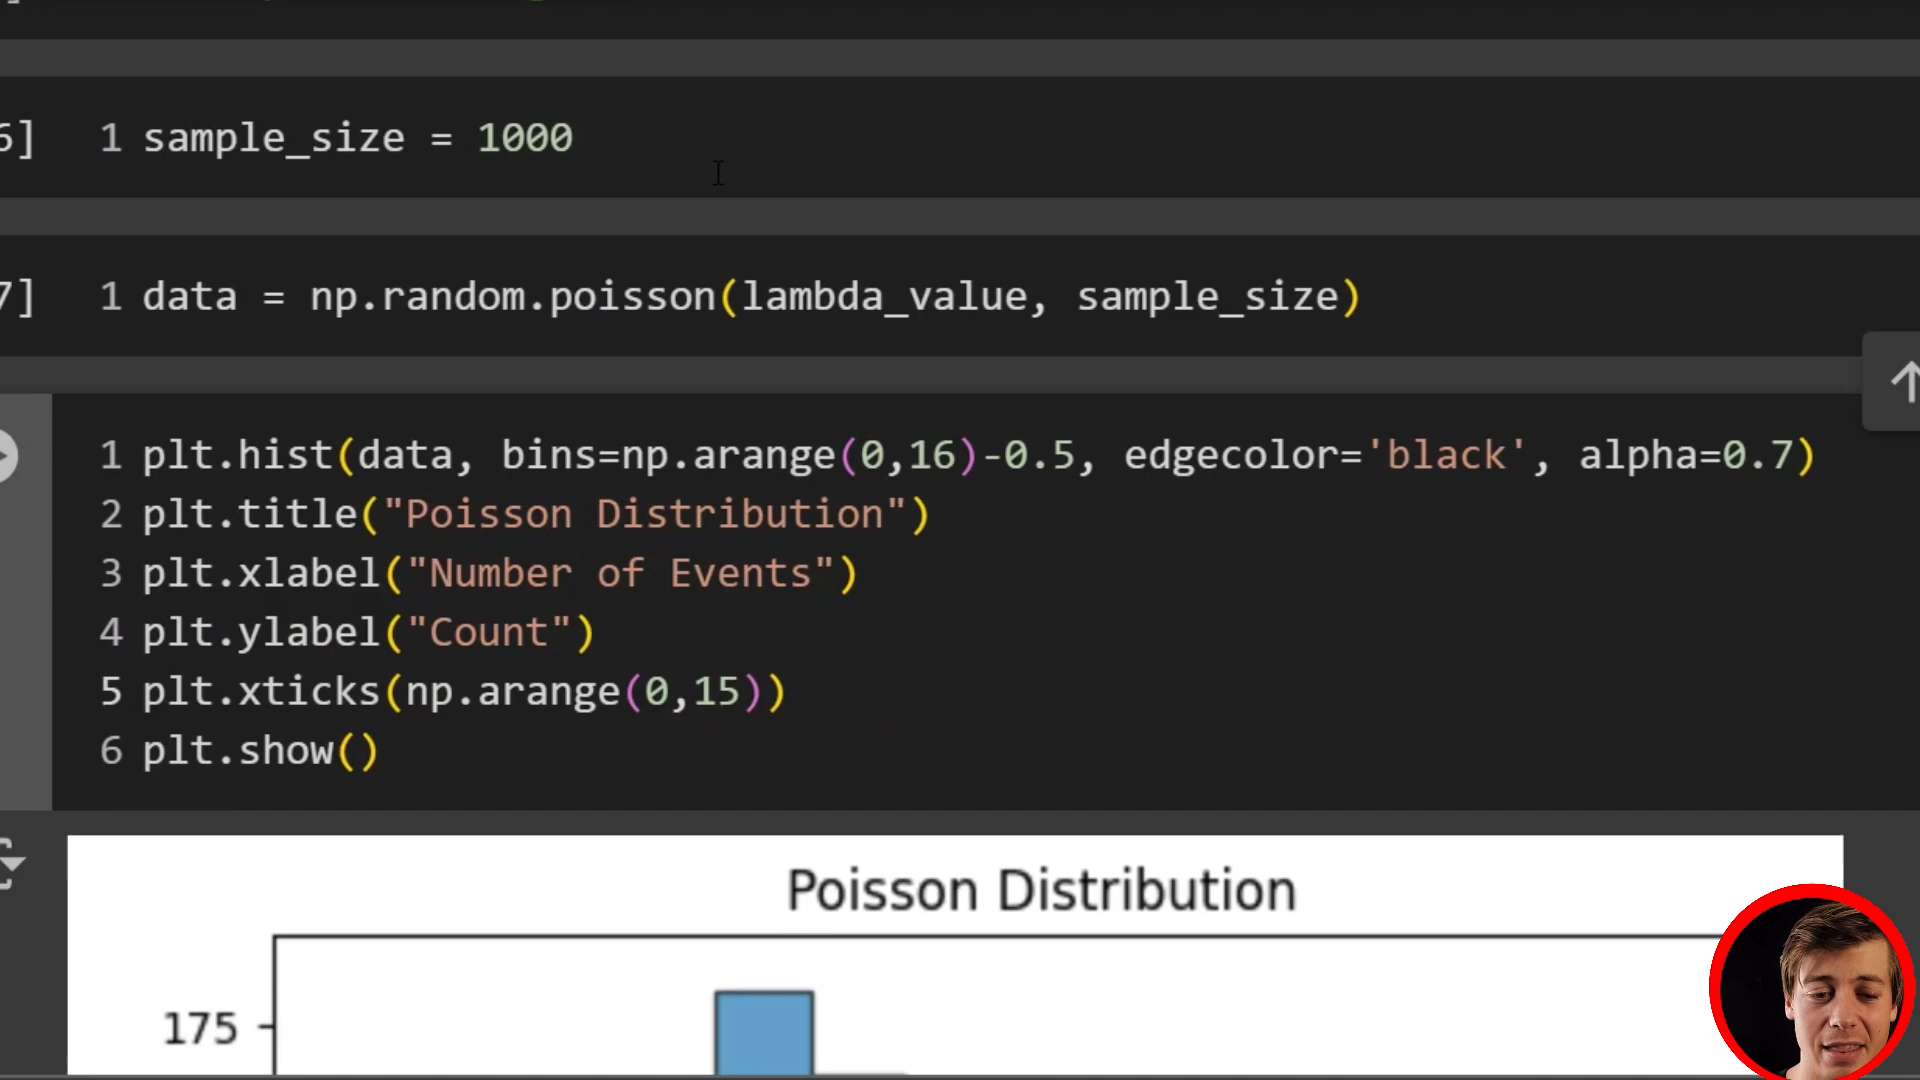 6] 1 sample_size = 1000
7] 1 data = np.random.poisson(lambda_value, sample_size)
1 plt.hist(data, bins=np.arange(0,16)-0.5, edgecolor='black', alpha=0.7)
2 plt.title("Poisson Distribution")
3 plt.xlabel("Number of Events")
4 plt.ylabel("Count")
5 plt.xticks(np.arange(0,15))
6 plt.show()
Poisson Distribution
175